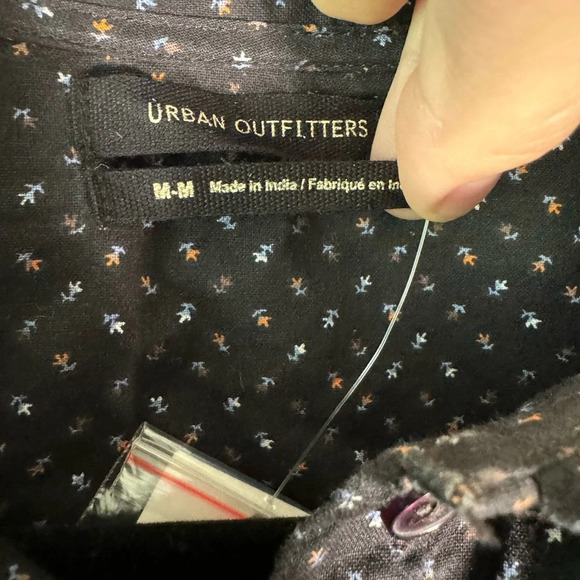 URBAN OUTFITTERS
M-M Made in India / Fabriqué en